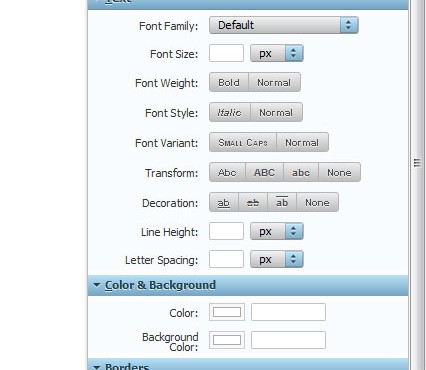 Text
Font Family: Default
Font Size: px
Font Weight: Bold Normal
Font Style: Italic Normal
Font Variant: SMALL CAPS Normal
Transform: Abc ABC abc None
Decoration: ab ab ab None
Line Height: px
Letter Spacing: px
Color & Background
Color:
Background
Color:
Borders